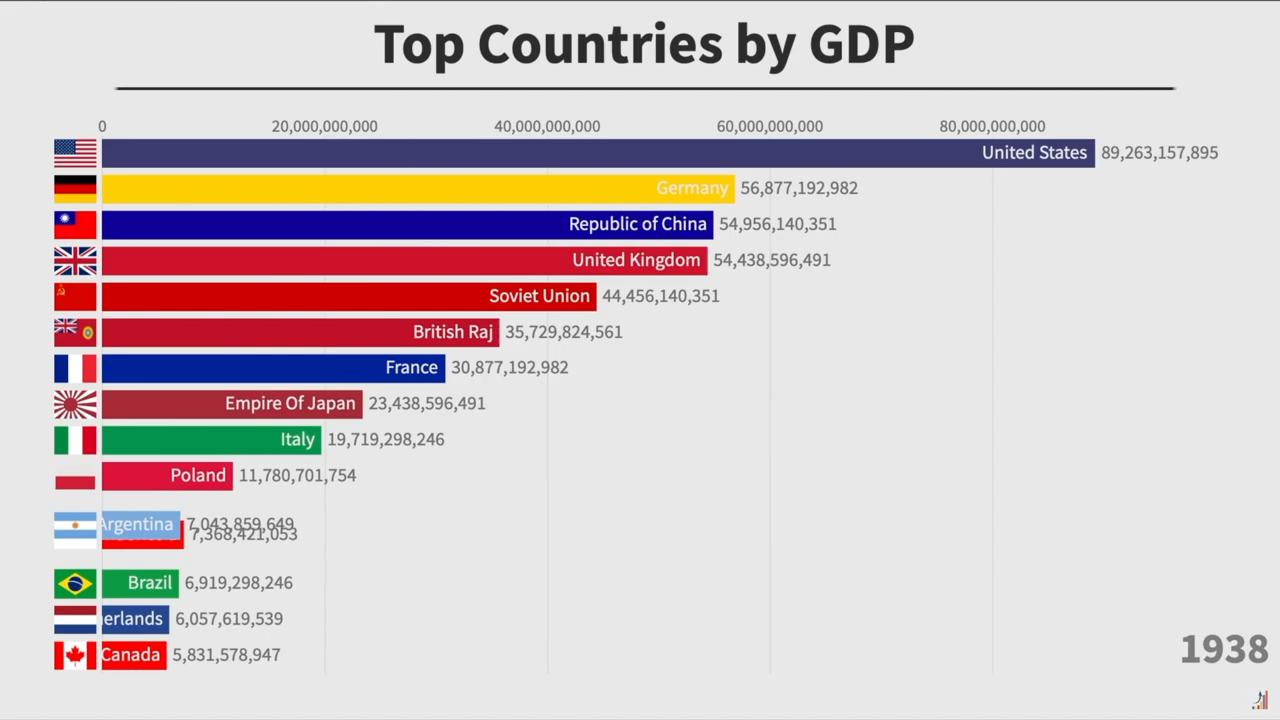 Top Countries by GDP
0 20,000,000,000 40,000,000,000 60,000,000,000 80,000,000,000
United States 89,263,157,895
Germany 56,877,192,982
Republic of China 54,956,140,351
United Kingdom 54,438,596,491
Soviet Union 44,456,140,351
British Raj 35,729,824,561
France 30,877,192,982
Empire Of Japan 23,438,596,491
Italy 19,719,298,246
Poland 11,780,701,754
Argentina 7,043,859,649
7,368,421,053
Brazil 6,919,298,246
erlands 6,057,619,539
Canada 5,831,578,947
1938